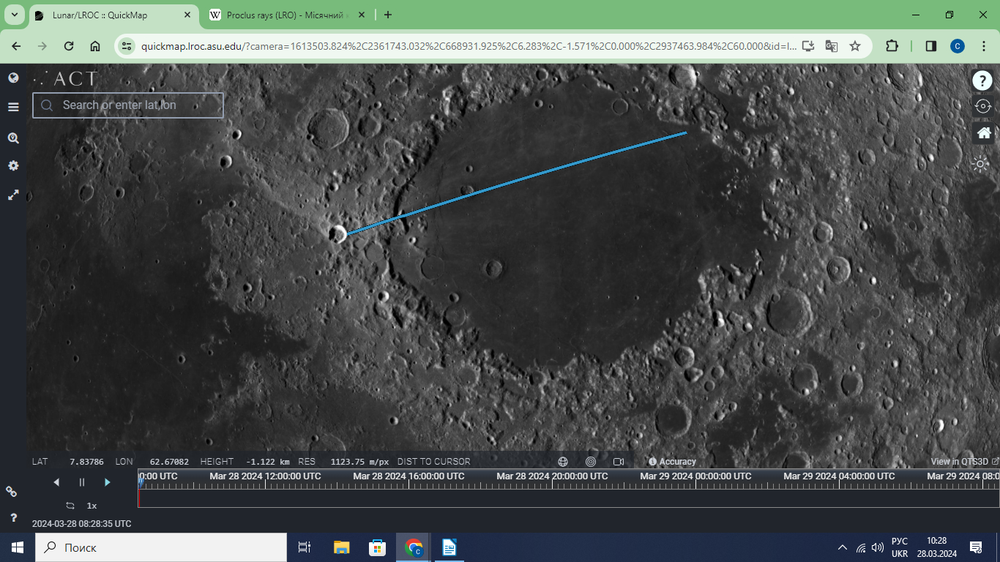 Lunar/LROC :: QuickMap
Proclus rays (LRO) - Місячний
quickmap.lroc.asu.edu/?camera=1613503.824%2C2361743.032%2C668931.925%2C6.283%2C-1.571%2C0.000%2C2937463.984%2C60.000&id=l...
C
ACT
?
Search or enter lat,lon
LAT 7.83786 LON 62.67082 HEIGHT -1.122 km RES 1123.75 m/px DIST TO CURSOR
Accuracy
View in QTS3D
0:00 UTC
Mar 28 2024 12:00:00 UTC
Mar 28 2024 16:00:00 UTC
Mar 28 2024 20:00:00 UTC
Mar 29 2024 00:00:00 UTC
Mar 29 2024 04:00:00 UTC
Mar 29 2024 08:0
1x
?
2024-03-28 08:28:35 UTC
Поиск
C
РУС
UKR
10:28
28.03.2024